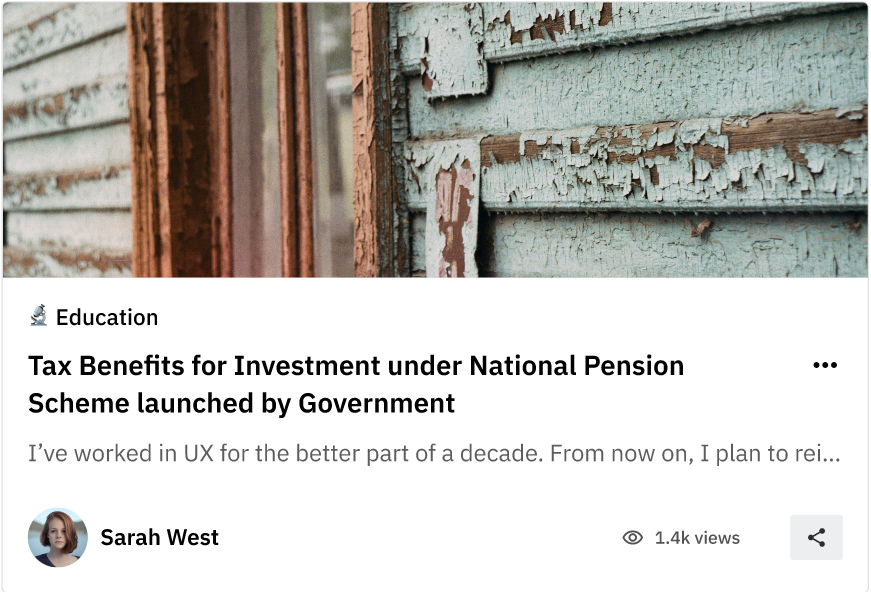 Education
Tax Benefits for Investment under National Pension
Scheme launched by Government
I’ve worked in UX for the better part of a decade. From now on, I plan to rei…
Sarah West
1.4k views